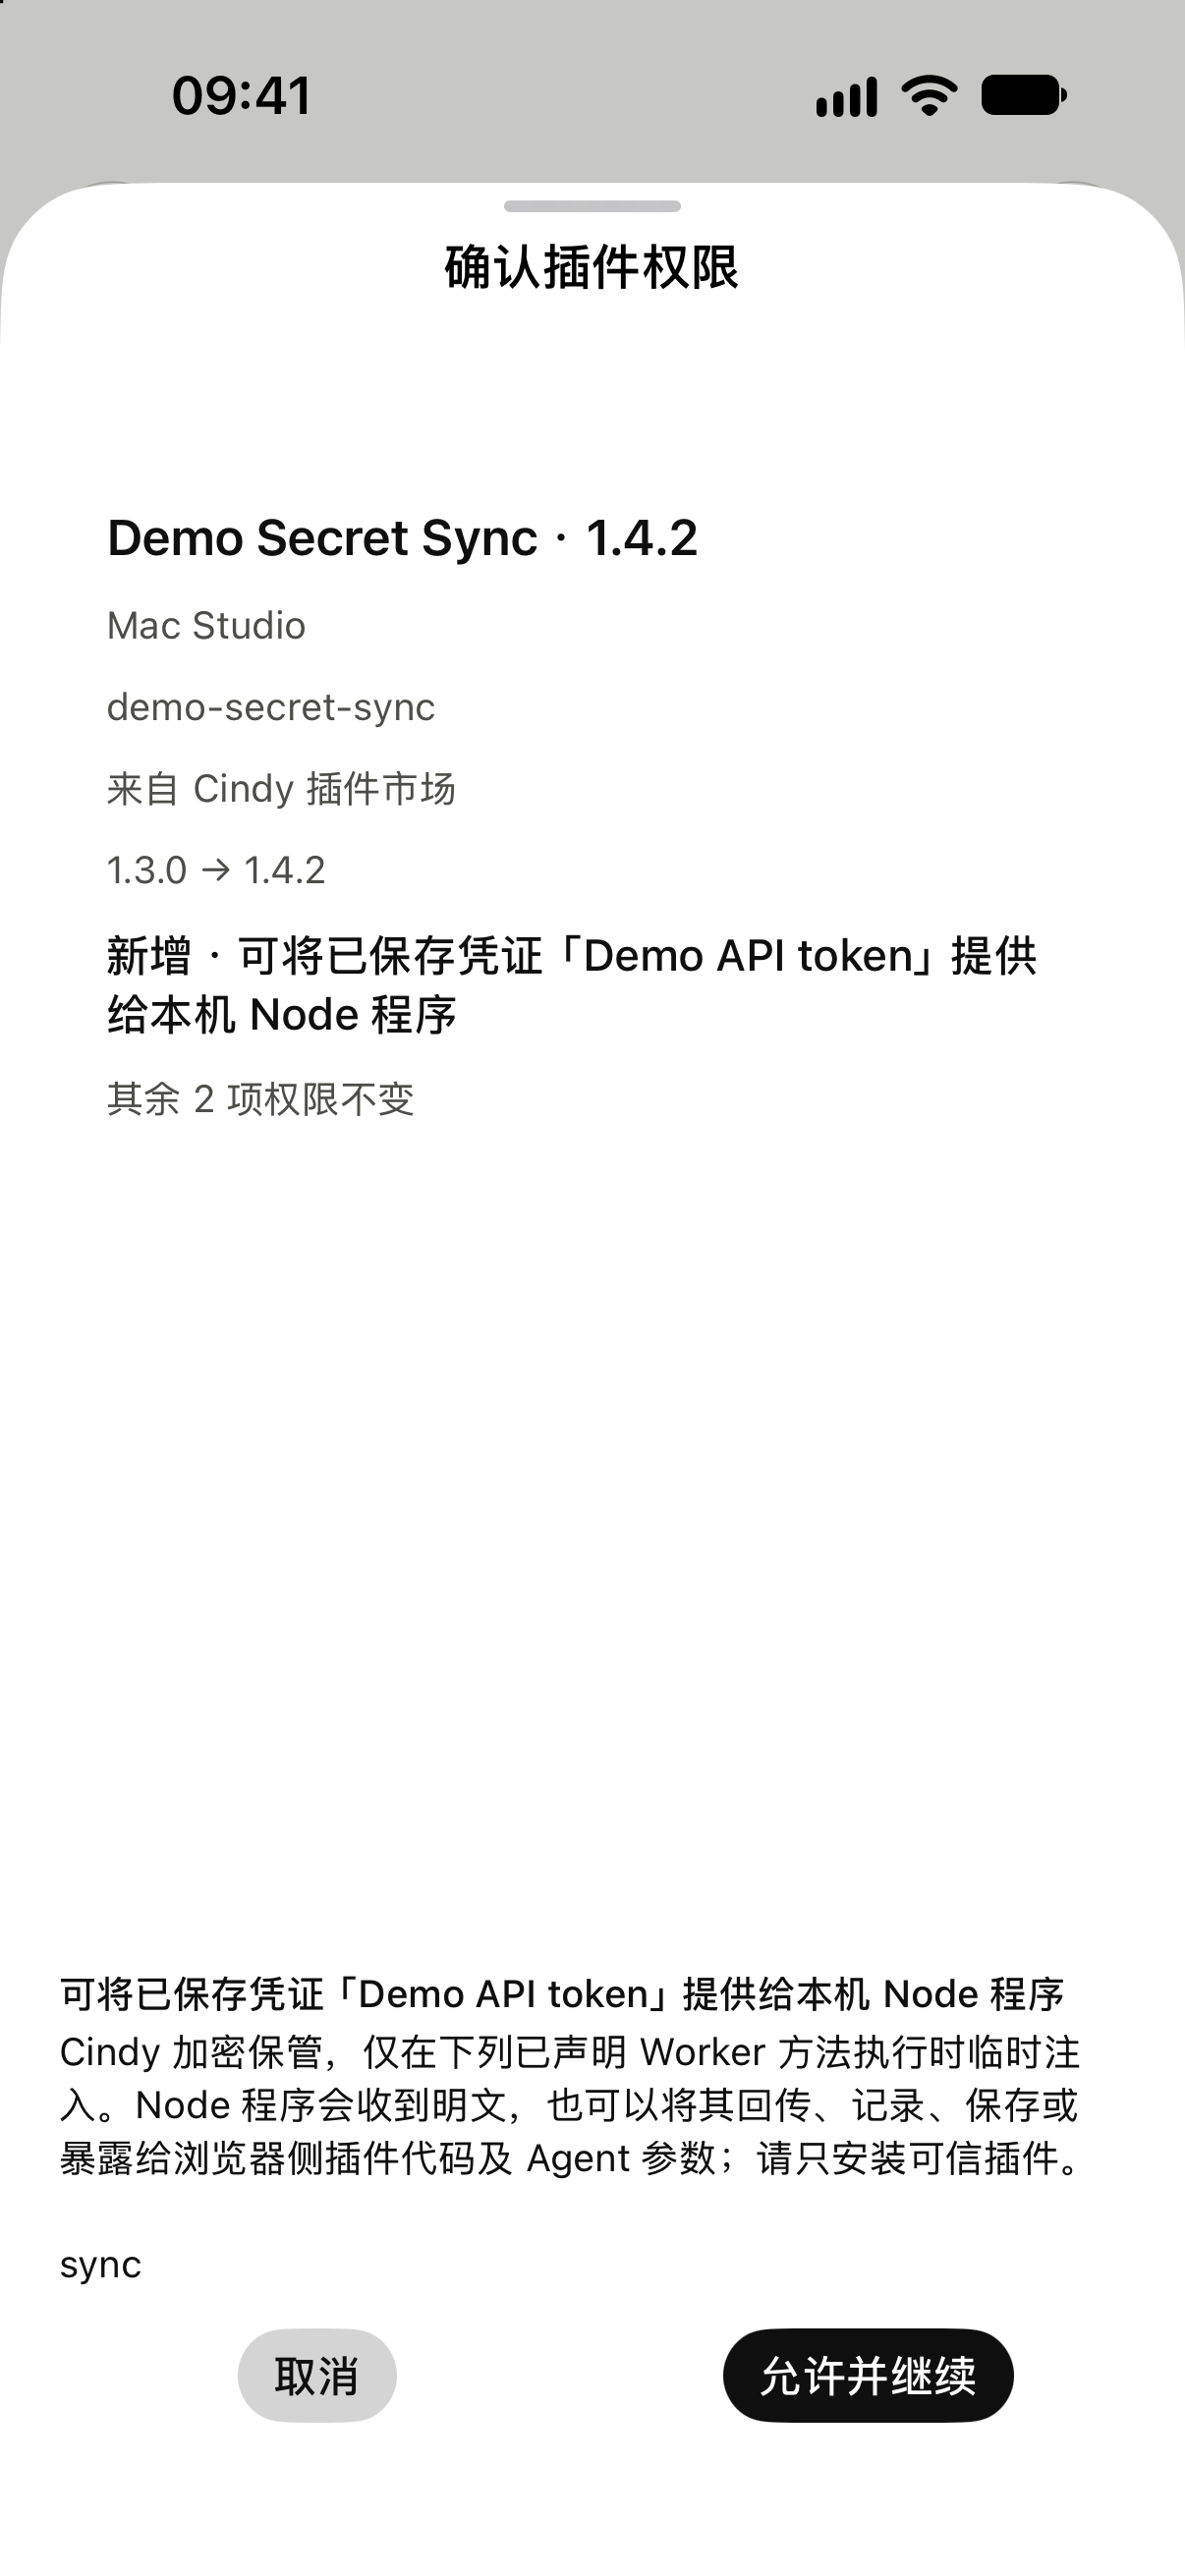 09:41
确认插件权限
Demo Secret Sync · 1.4.2
Mac Studio
demo-secret-sync
来自 Cindy 插件市场
1.3.0 → 1.4.2
新增 · 可将已保存凭证「Demo API token」提供
给本机 Node 程序
其余 2 项权限不变
可将已保存凭证「Demo API token」提供给本机 Node 程序
Cindy 加密保管，仅在下列已声明 Worker 方法执行时临时注
入。Node 程序会收到明文，也可以将其回传、记录、保存或
暴露给浏览器侧插件代码及 Agent 参数；请只安装可信插件。
sync
取消
允许并继续